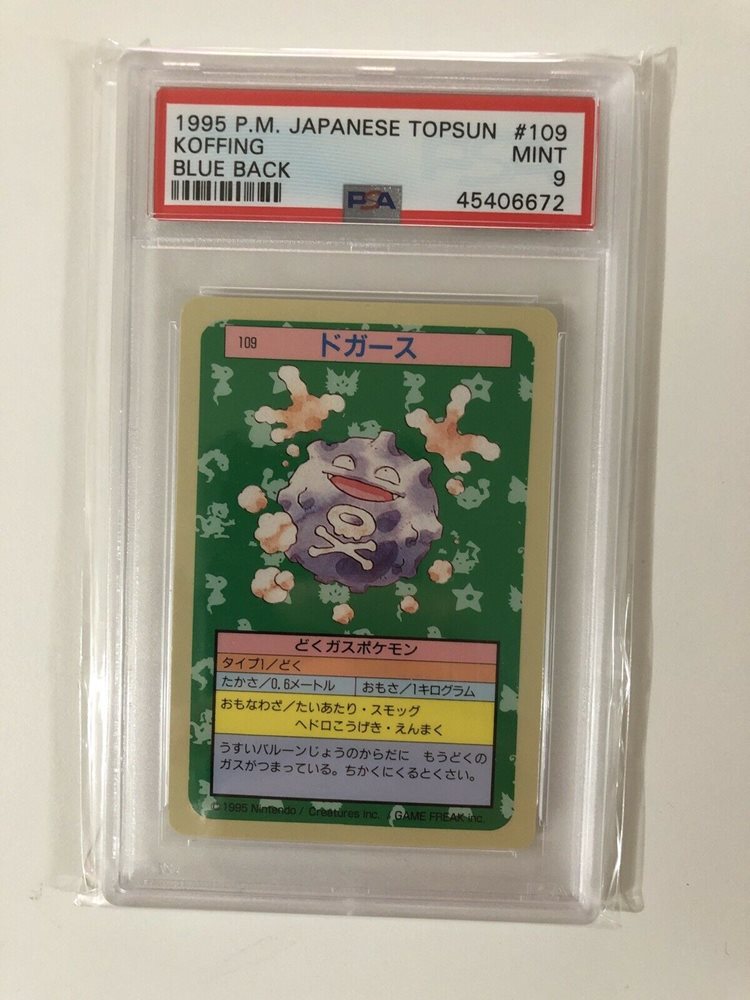 1995 P.M. JAPANESE TOPSUN #109
KOFFING MINT
BLUE BACK 9
PSA 45406672
109 ドガース
どくガスポケモン
タイプ1/どく
たかさ/0.6メートル おもさ/1キログラム
おもなわざ/たいあたり・スモッグ
ヘドロこうげき・えんまく
うすいバルーンじょうのからだに もうどくの
ガスがつまっている。ちかくにくるとくさい。
©1995 Nintendo / Creatures inc. / GAME FREAK inc.